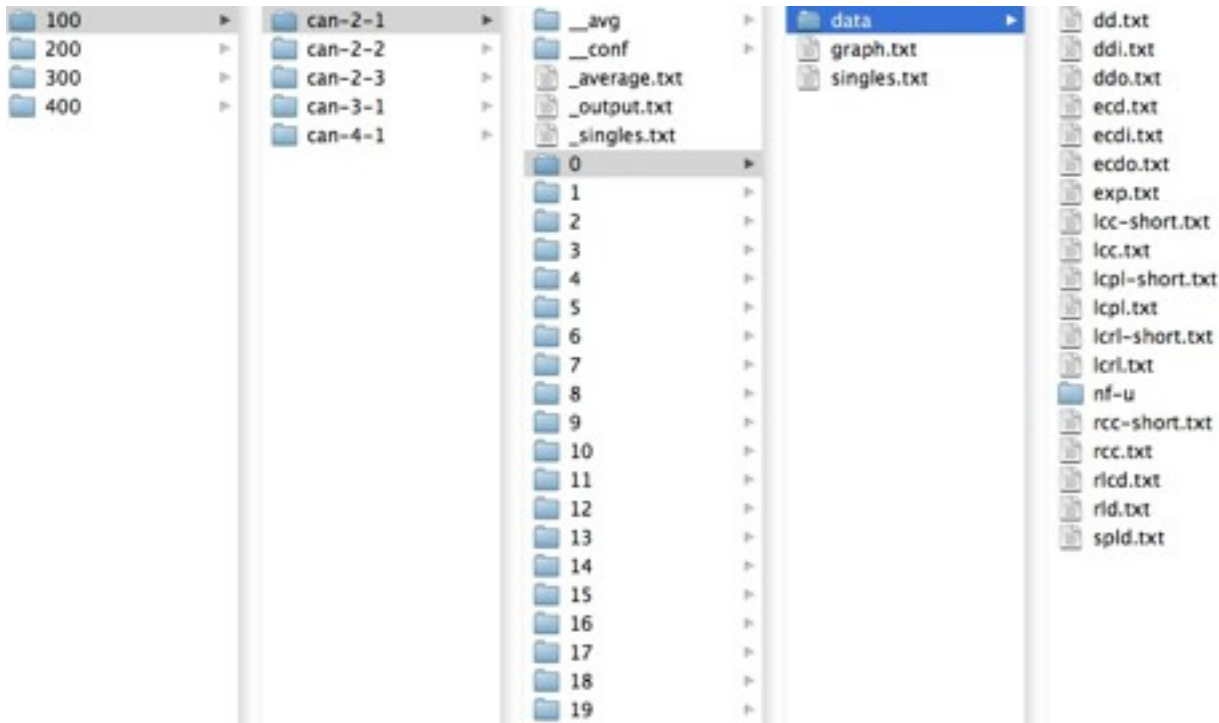 100
200
300
400
can-2-1
can-2-2
can-2-3
can-3-1
can-4-1
__avg
__conf
_average.txt
_output.txt
_singles.txt
0
1
2
3
4
5
6
7
8
9
10
11
12
13
14
15
16
17
18
19
data
graph.txt
singles.txt
dd.txt
ddi.txt
ddo.txt
ecd.txt
ecdi.txt
ecdo.txt
exp.txt
lcc-short.txt
lcc.txt
lcpl-short.txt
lcpl.txt
lcrl-short.txt
lcrl.txt
nf-u
rcc-short.txt
rcc.txt
rlcd.txt
rld.txt
spld.txt